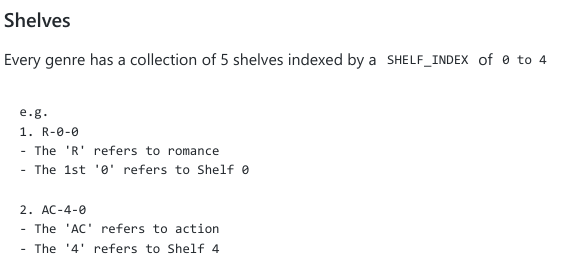 Shelves
Every genre has a collection of 5 shelves indexed by a SHELF_INDEX of 0 to 4
e.g.
1. R-0-0
- The 'R' refers to romance
- The 1st '0' refers to Shelf 0
2. AC-4-0
- The 'AC' refers to action
- The '4' refers to Shelf 4